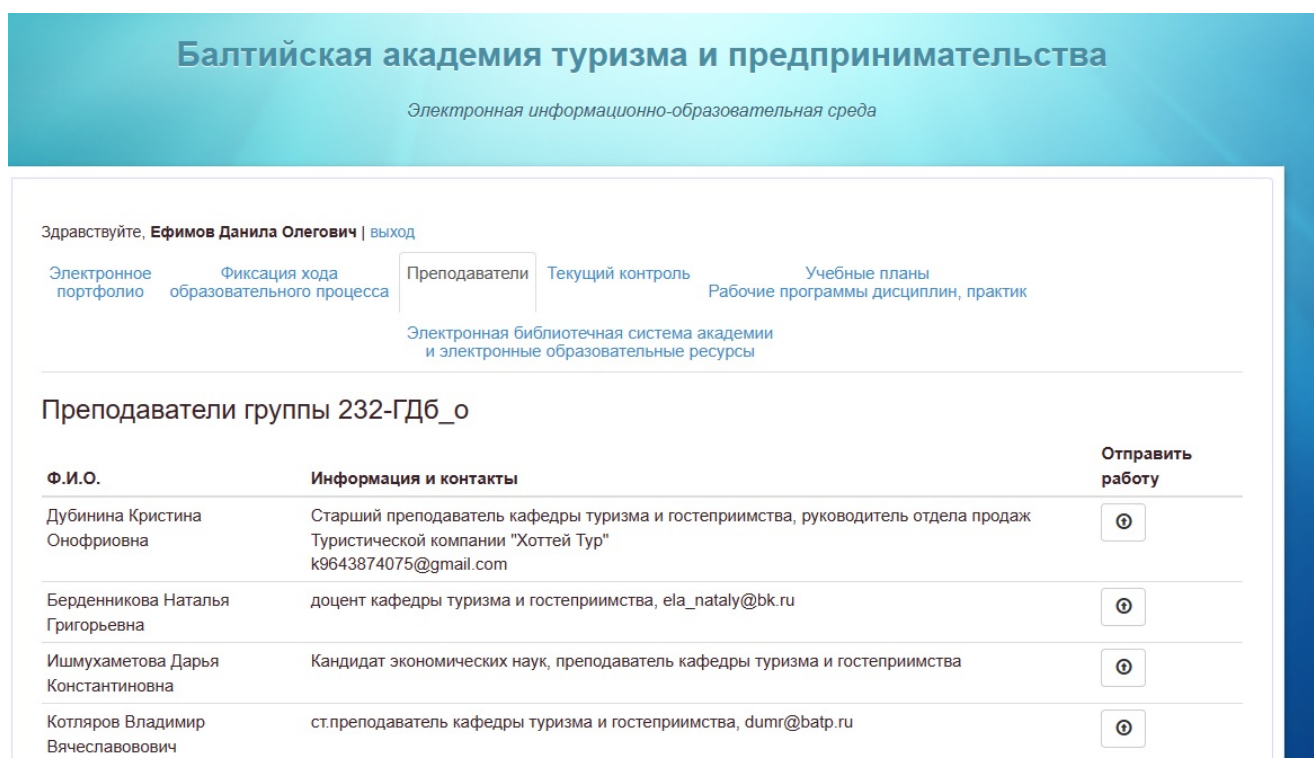 Балтийская академия туризма и предпринимательства
Электронная информационно-образовательная среда
Здравствуйте, Ефимов Данила Олегович | выход
Электронное портфолио
Фиксация хода образовательного процесса
Преподаватели
Текущий контроль
Учебные планы
Рабочие программы дисциплин, практик
Электронная библиотечная система академии
и электронные образовательные ресурсы
Преподаватели группы 232-ГДб_о
Ф.И.О.
Информация и контакты
Отправить
работу
Дубинина Кристина
Онофриовна
Старший преподаватель кафедры туризма и гостеприимства, руководитель отдела продаж
Туристической компании "Хоттей Тур"
k9643874075@gmail.com
Берденникова Наталья
Григорьевна
доцент кафедры туризма и гостеприимства, ela_nataly@bk.ru
Ишмухаметова Дарья
Константиновна
Кандидат экономических наук, преподаватель кафедры туризма и гостеприимства
Котляров Владимир
Вячеславовович
ст.преподаватель кафедры туризма и гостеприимства, dumr@batp.ru